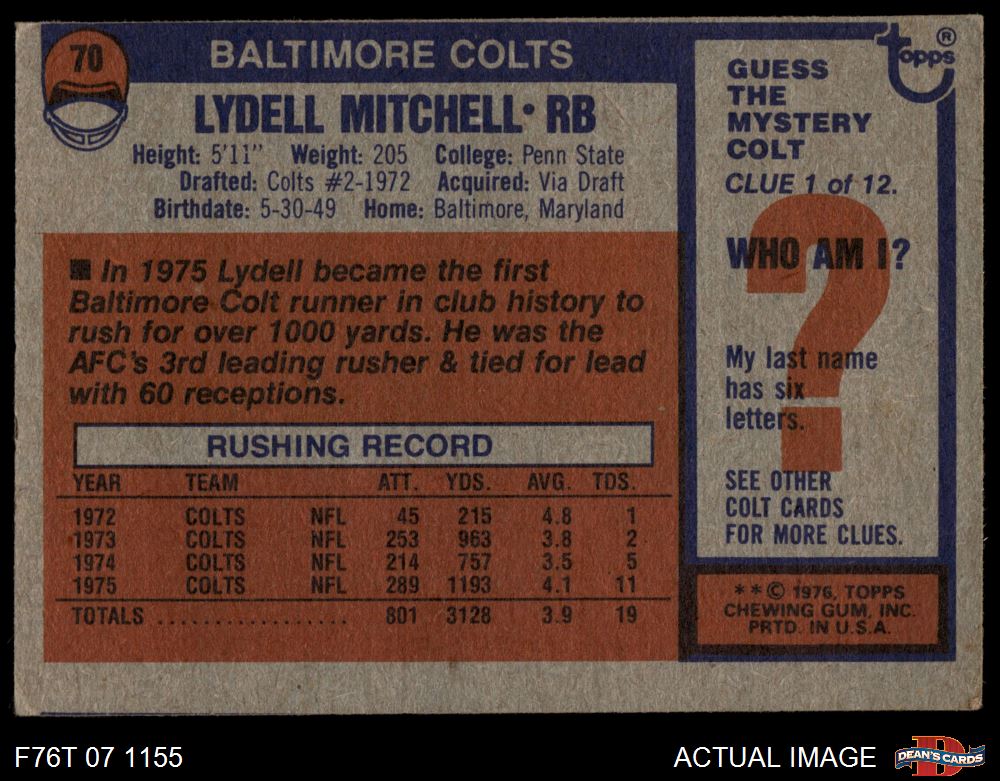 70
BALTIMORE COLTS
LYDELL MITCHELL • RB
Height: 5'11" Weight: 205 College: Penn State
Drafted: Colts #2-1972 Acquired: Via Draft
Birthdate: 5-30-49 Home: Baltimore, Maryland
■ In 1975 Lydell became the first
Baltimore Colt runner in club history to
rush for over 1000 yards. He was the
AFC's 3rd leading rusher & tied for lead
with 60 receptions.
RUSHING RECORD
YEAR TEAM ATT. YDS. AVG. TDS.
1972 COLTS NFL 45 215 4.8 1
1973 COLTS NFL 253 963 3.8 2
1974 COLTS NFL 214 757 3.5 5
1975 COLTS NFL 289 1193 4.1 11
TOTALS .................. 801 3128 3.9 19
topps ®
GUESS
THE
MYSTERY
COLT
CLUE 1 of 12.
WHO AM I?
?
My last name
has six
letters.
SEE OTHER
COLT CARDS
FOR MORE CLUES.
* * © 1976, TOPPS
CHEWING GUM, INC.
PRTD. IN U.S.A.
F76T 07 1155
ACTUAL IMAGE
D
DEAN'S CARDS